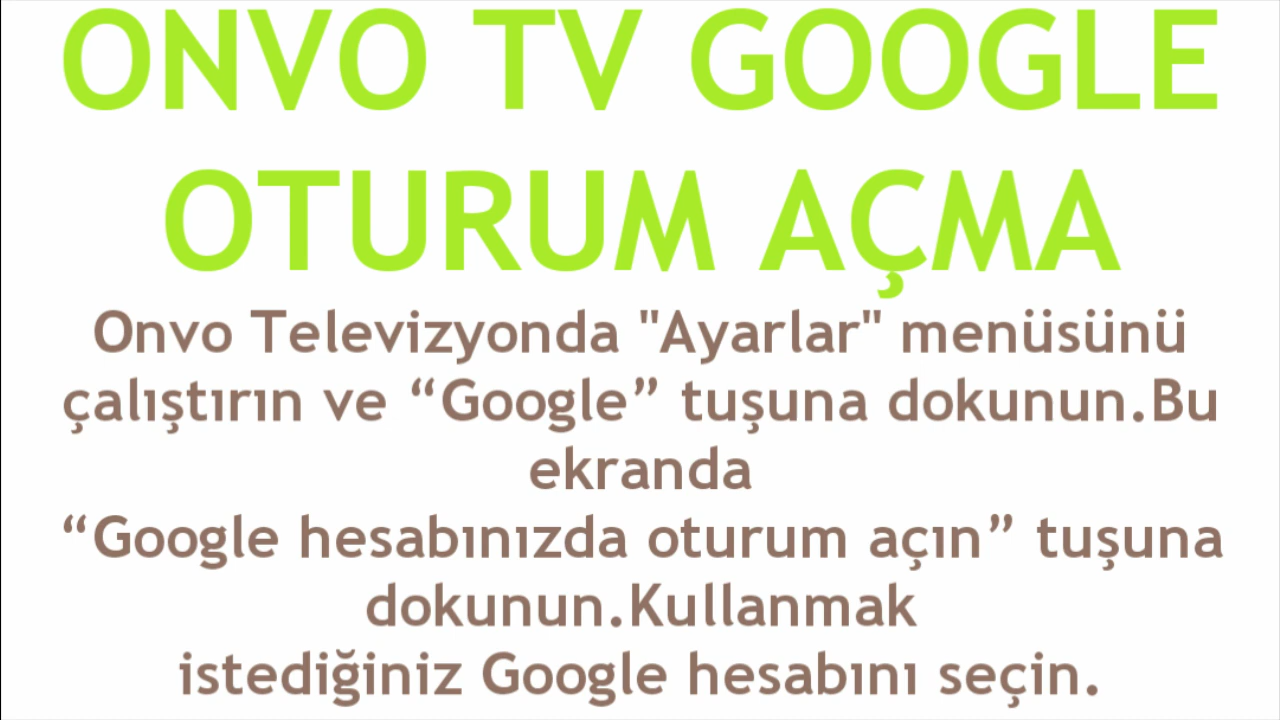 ONVO TV GOOGLE
OTURUM AÇMA
Onvo Televizyonda "Ayarlar" menüsünü
çalıştırın ve “Google” tuşuna dokunun.Bu
ekranda
“Google hesabınızda oturum açın” tuşuna
dokunun.Kullanmak
istediğiniz Google hesabını seçin.